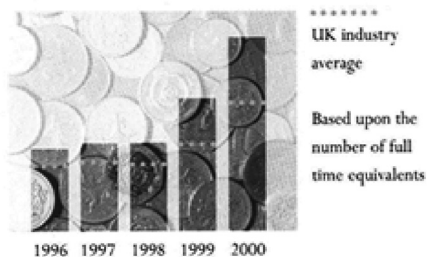 UK industry
average
Based upon the
number of full
time equivalents
1996 1997 1998 1999 2000